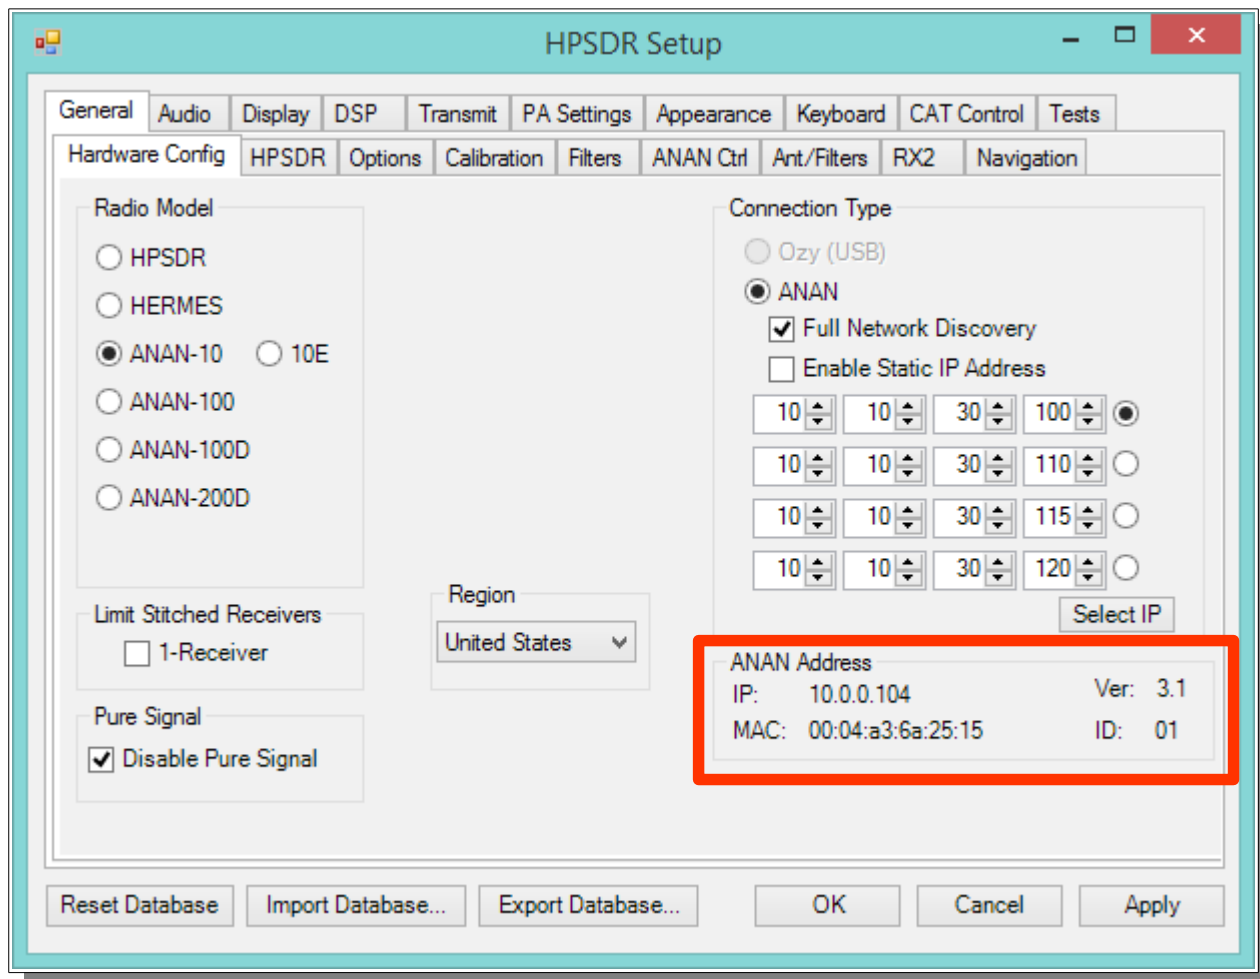 HPSDR Setup
General Audio Display DSP Transmit PA Settings Appearance Keyboard CAT Control Tests
Hardware Config HPSDR Options Calibration Filters ANAN Ctrl Ant/Filters RX2 Navigation
Radio Model
HPSDR
HERMES
ANAN-10 10E
ANAN-100
ANAN-100D
ANAN-200D
Limit Stitched Receivers
1-Receiver
Pure Signal
Disable Pure Signal
Region
United States
Connection Type
Ozy (USB)
ANAN
Full Network Discovery
Enable Static IP Address
10 10 30 100
10 10 30 110
10 10 30 115
10 10 30 120
Select IP
ANAN Address
IP: 10.0.0.104 Ver: 3.1
MAC: 00:04:a3:6a:25:15 ID: 01
Reset Database Import Database... Export Database... OK Cancel Apply